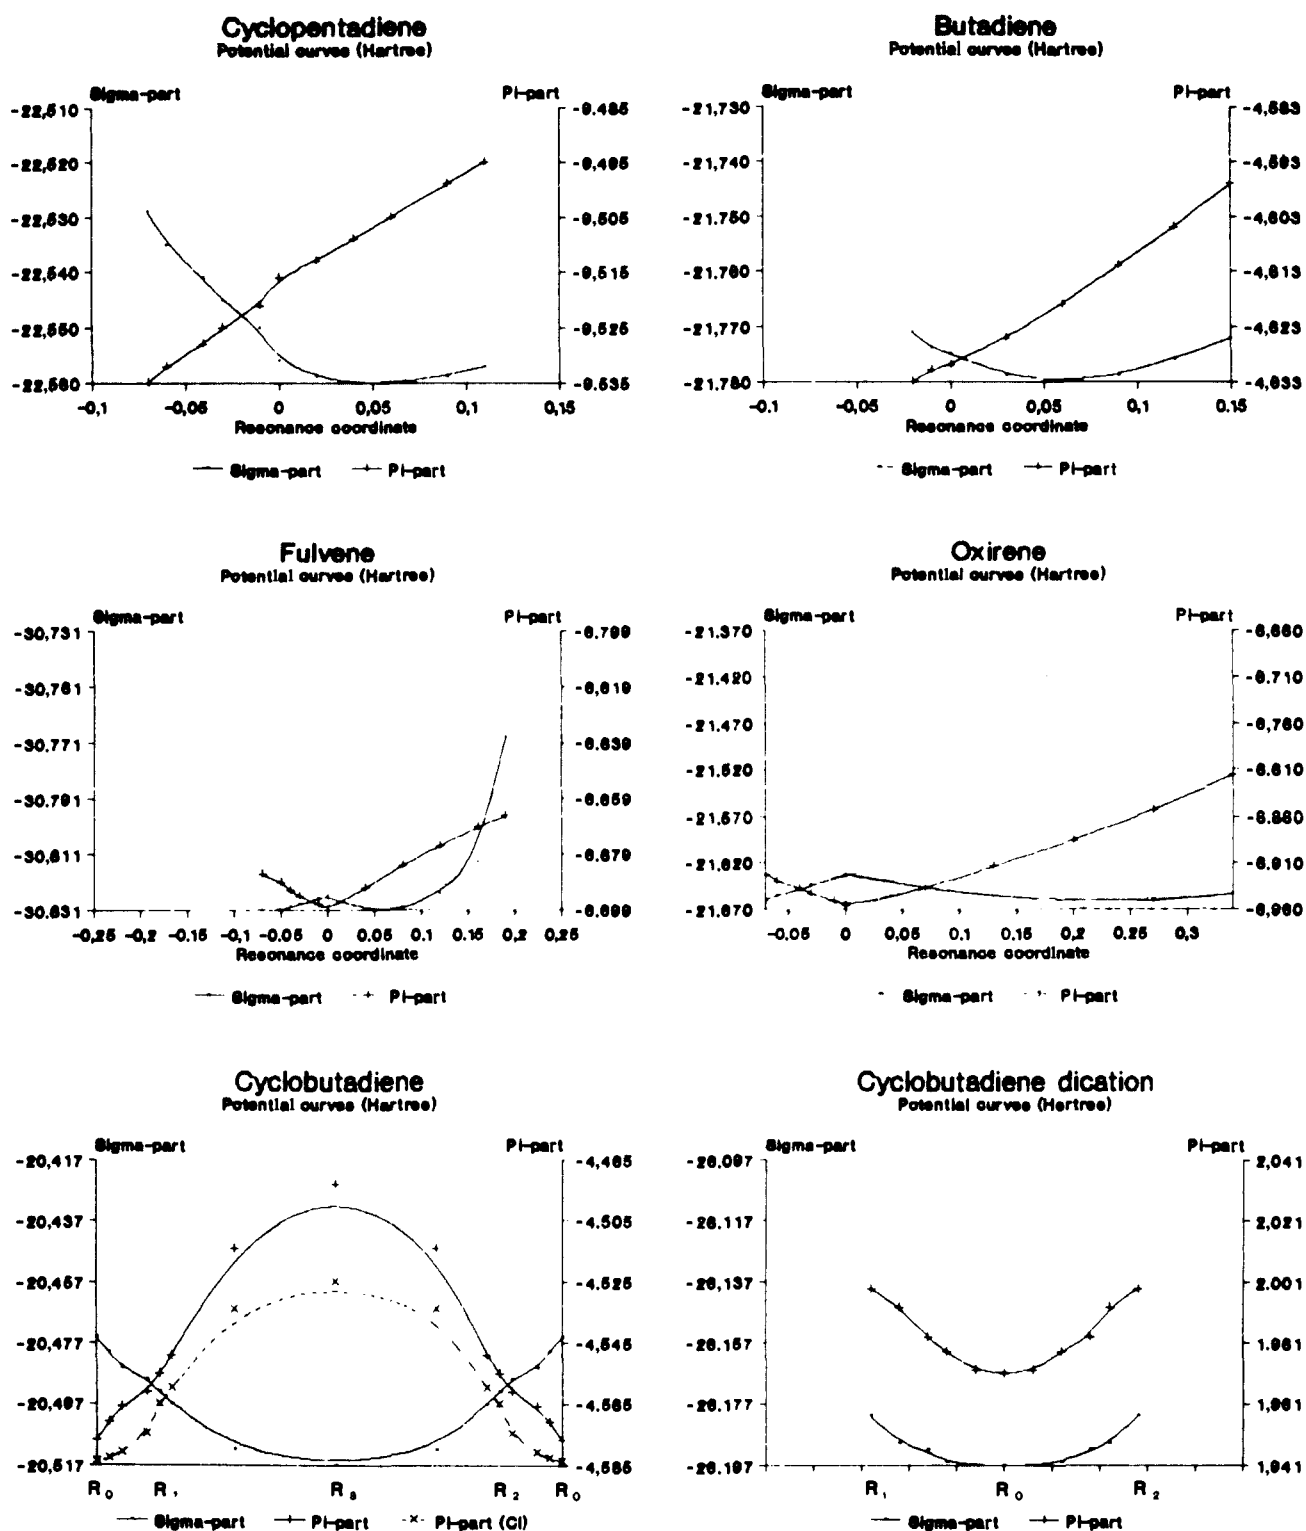 Cyclopentadiene
Potential curves (Hartree)
Sigma-part Pi-part
-22,510 -9,485
-22,520 -9,495
-22,530 -9,505
-22,540 -9,515
-22,550 -9,525
-22,560 -9,535
-0,1 -0,05 0 0,05 0,1 0,15
Resonance coordinate
Sigma-part Pi-part
Butadiene
Potential curves (Hartree)
Sigma-part Pi-part
-21,730 -4,583
-21,740 -4,593
-21,750 -4,603
-21,760 -4,613
-21,770 -4,623
-21,780 -4,633
-0,1 -0,05 0 0,05 0,1 0,15
Resonance coordinate
Sigma-part Pi-part
Fulvene
Potential curves (Hartree)
Sigma-part Pi-part
-30,731 -6,799
-30,761 -6,619
-30,771 -6,639
-30,791 -6,659
-30,811 -6,679
-30,831 -6,699
-0,25 -0,2 -0,15 -0,1 -0,05 0 0,05 0,1 0,15 0,2 0,25
Resonance coordinate
Sigma-part Pi-part
Oxirene
Potential curves (Hartree)
Sigma-part Pi-part
-21,370 -6,660
-21,420 -6,710
-21,470 -6,760
-21,520 -6,810
-21,570 -6,860
-21,620 -6,910
-21,670 -6,960
-0,05 0 0,05 0,1 0,15 0,2 0,25 0,3
Resonance coordinate
Sigma-part Pi-part
Cyclobutadiene
Potential curves (Hartree)
Sigma-part Pi-part
-20,417 -4,485
-20,437 -4,505
-20,457 -4,525
-20,477 -4,545
-20,497 -4,565
-20,517 -4,585
R₀ R₁ Rₛ R₂ R₀
Sigma-part Pi-part Pi-part (CI)
Cyclobutadiene dication
Potential curves (Hertree)
Sigma-part Pi-part
-26,097 2,041
-26,117 2,021
-26,137 2,001
-26,157 1,981
-26,177 1,961
-26,197 1,941
R₁ R₀ R₂
Sigma-part Pi-part